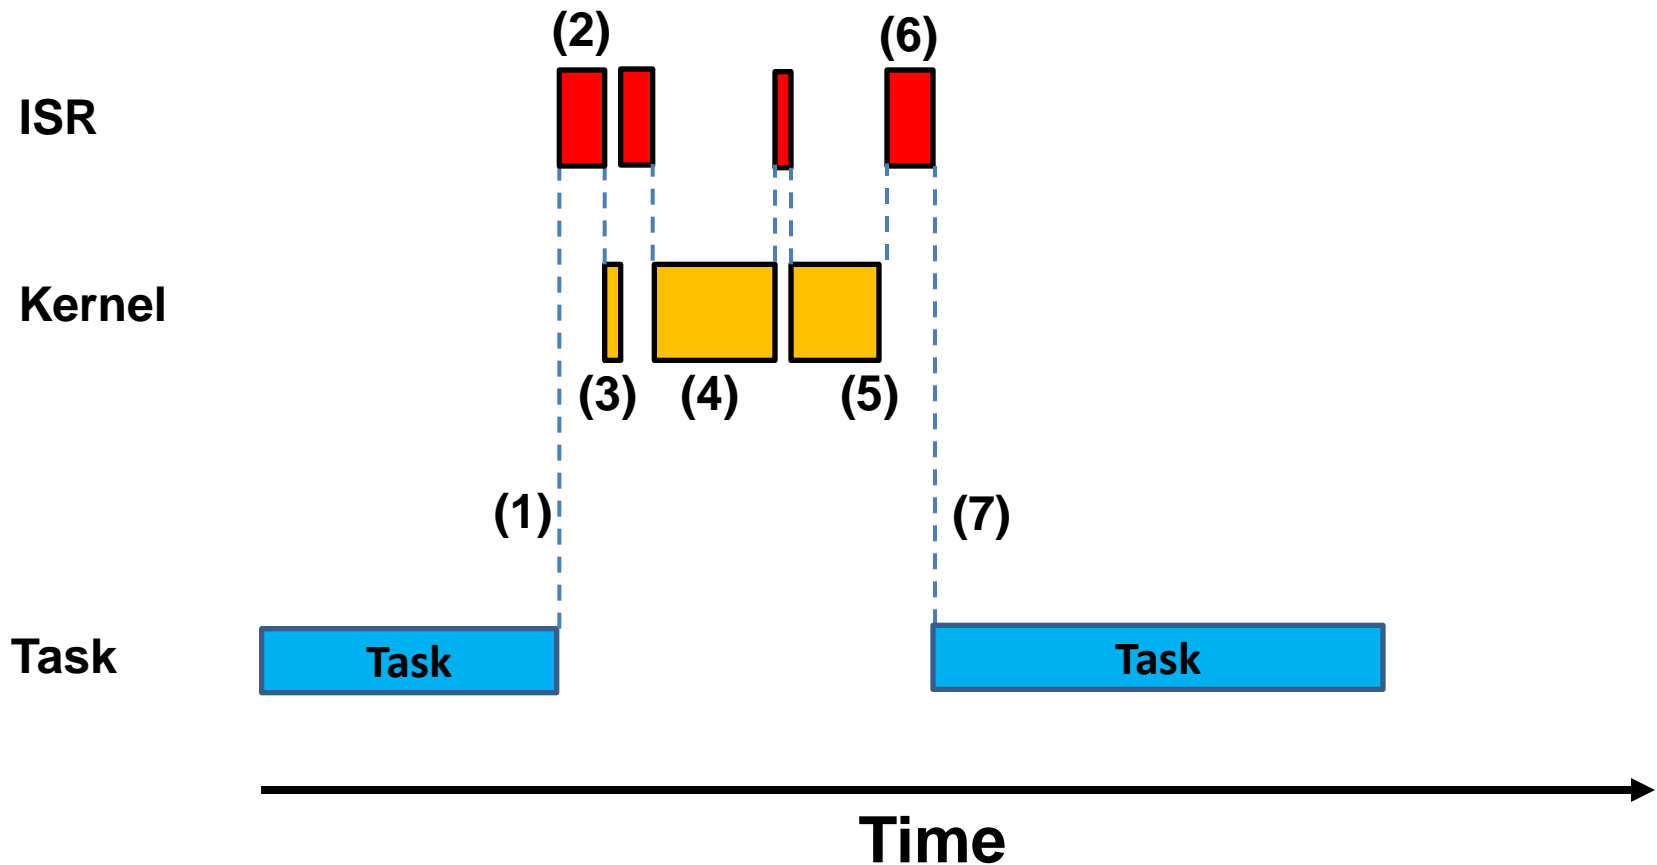 (2)
(6)
ISR
Kernel
(3)
(4)
(5)
(1)
(7)
Task
Task
Task
Time